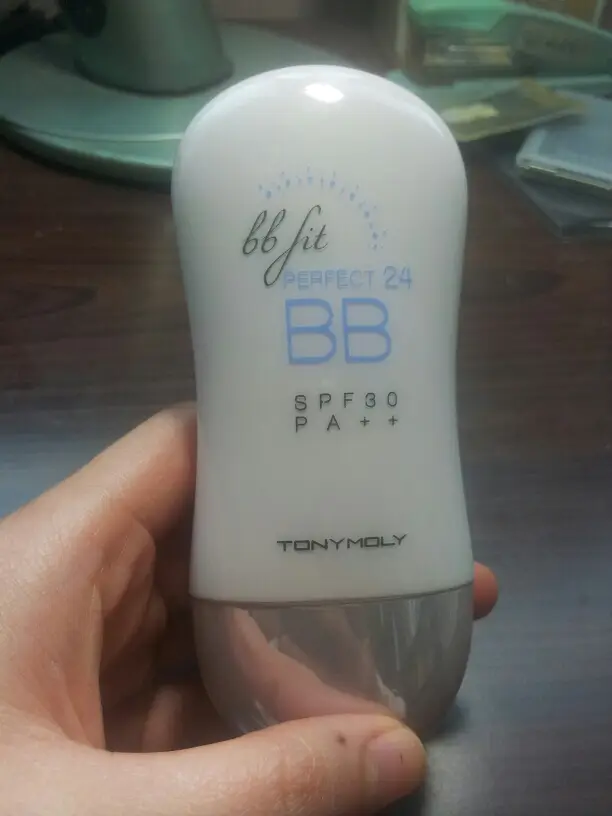 bb fit
PERFECT 24
BB
SPF30
PA++
TONYMOLY